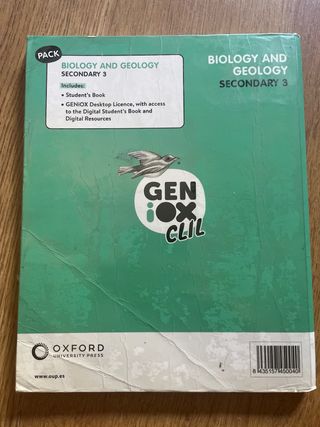 PACK
BIOLOGY AND GEOLOGY
SECONDARY 3
Includes:
• Student's Book
• GENiOX Desktop Licence, with access
to the Digital Student's Book and
Digital Resources
BIOLOGY AND
GEOLOGY
SECONDARY 3
GEN
iOX
CLIL
OXFORD
UNIVERSITY PRESS
www.oup.es